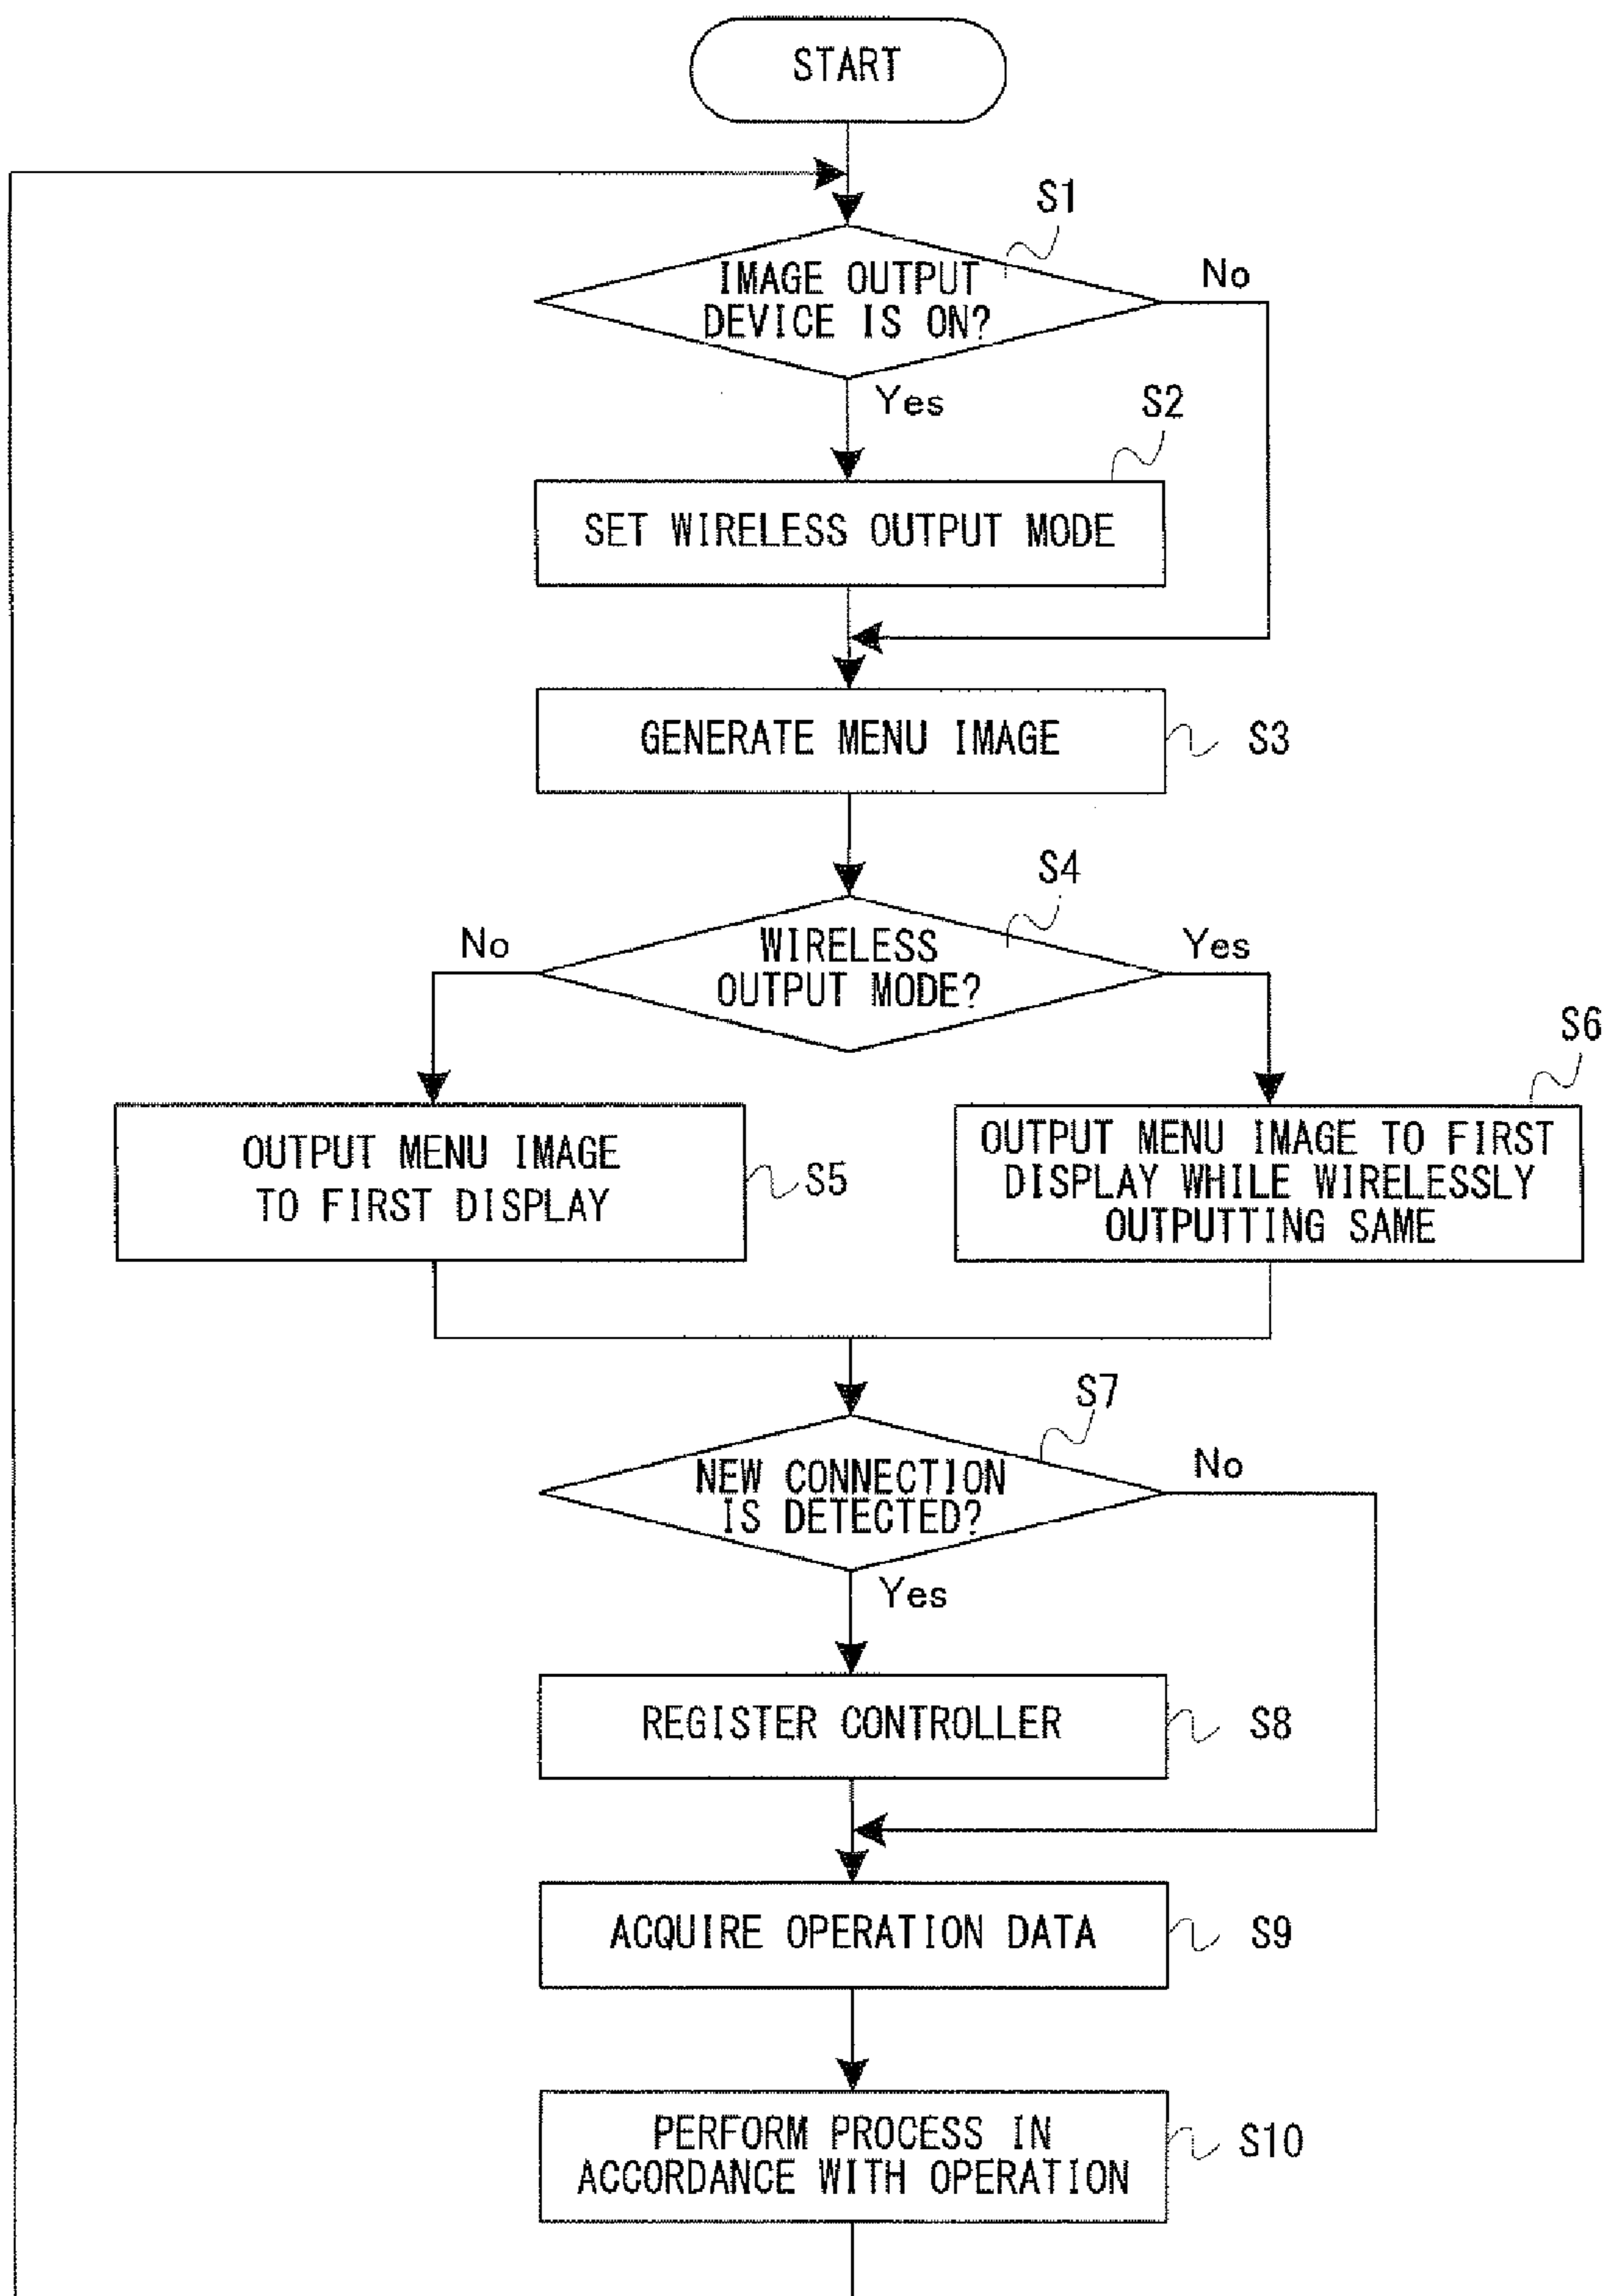 START
S1
IMAGE OUTPUT
DEVICE IS ON?
No
Yes
S2
SET WIRELESS OUTPUT MODE
GENERATE MENU IMAGE
S3
S4
No
WIRELESS
OUTPUT MODE?
Yes
S6
OUTPUT MENU IMAGE
TO FIRST DISPLAY
S5
OUTPUT MENU IMAGE TO FIRST
DISPLAY WHILE WIRELESSLY
OUTPUTTING SAME
S7
NEW CONNECTION
IS DETECTED?
No
Yes
REGISTER CONTROLLER
S8
ACQUIRE OPERATION DATA
S9
PERFORM PROCESS IN
ACCORDANCE WITH OPERATION
S10